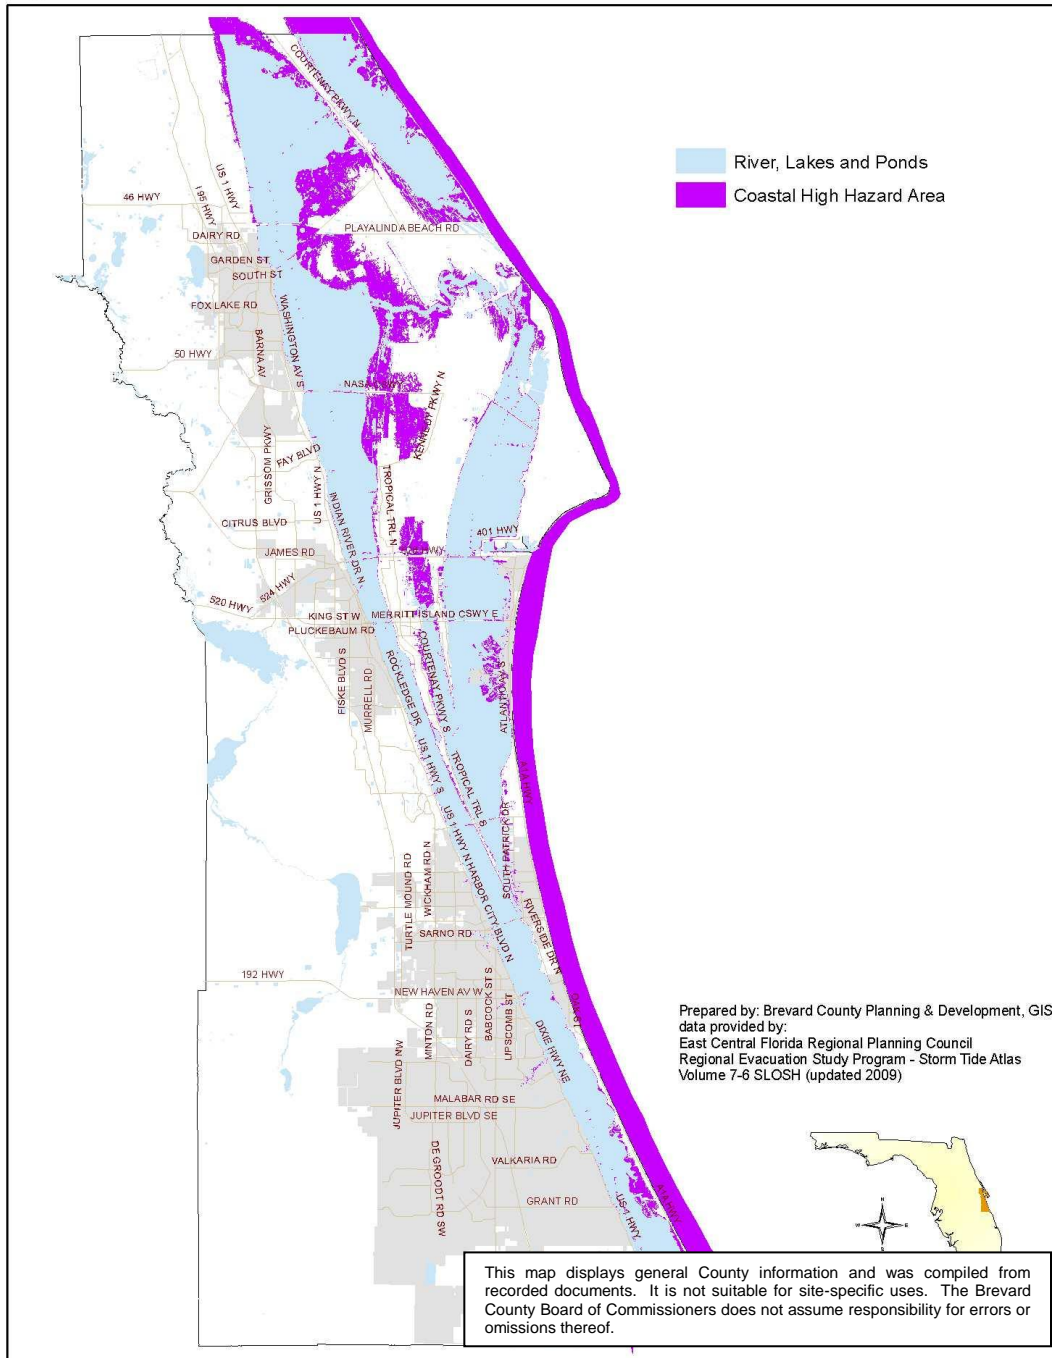 COURTENAY PKWY N
River, Lakes and Ponds
Coastal High Hazard Area
US 1 HWY
I 95 HWY
46 HWY
DAIRY RD
PLAYALINDA BEACH RD
GARDEN ST
SOUTH ST
FOX LAKE RD
WASHINGTON AV S
BARNA AV
50 HWY
NASA
KENNEDY PKWY N
GRISSOM PKWY
FAY BLVD
US 1 HWY N
TROPICAL TRL N
INDIAN RIVER DR N
CITRUS BLVD
401 HWY
JAMES RD
HWY
524 HWY
520 HWY
KING ST W
MERRITT ISLAND CSWY E
PLUCKEBAUM RD
FISKE BLVD S
MURRELL RD
ROCKLEDGE DR
COURTENAY PKWY S
ATLANTIC AV S
US 1 HWY S
TROPICAL TRL S
A1A HWY
US 1 HWY N
HARBOR CITY BLVD N
SOUTH PATRICK DR
TURTLE MOUND RD
WICKHAM RD N
RIVERSIDE DR N
SARNO RD
192 HWY
NEW HAVEN AV W
BABCOCK ST S
LIPSCOMB ST
OAK ST
MINTON RD
DAIRY RD S
DIXIE HWY NE
JUPITER BLVD NW
MALABAR RD SE
JUPITER BLVD SE
DE GROODT RD SW
VALKARIA RD
GRANT RD
US 1 HWY
A1A HWY
Prepared by: Brevard County Planning & Development, GIS
data provided by:
East Central Florida Regional Planning Council
Regional Evacuation Study Program - Storm Tide Atlas
Volume 7-6 SLOSH (updated 2009)
N
W
E
S
This map displays general County information and was compiled from
recorded documents. It is not suitable for site-specific uses. The Brevard
County Board of Commissioners does not assume responsibility for errors or
omissions thereof.